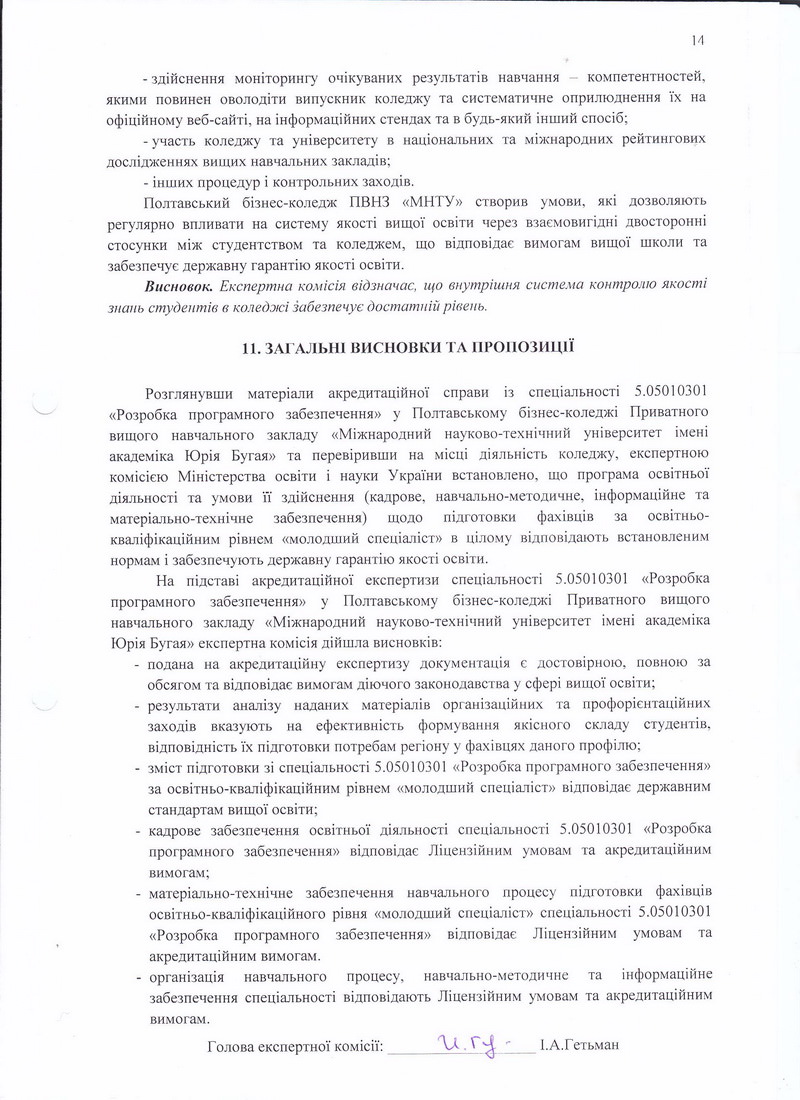 14
- здійснення моніторингу очікуваних результатів навчання – компетентностей,
якими повинен оволодіти випускник коледжу та систематичне оприлюднення їх на
офіційному веб-сайті, на інформаційних стендах та в будь-який інший спосіб;
- участь коледжу та університету в національних та міжнародних рейтингових
дослідженнях вищих навчальних закладів;
- інших процедур і контрольних заходів.
Полтавський бізнес-коледж ПВНЗ «МНТУ» створив умови, які дозволяють
регулярно впливати на систему якості вищої освіти через взаємовигідні двосторонні
стосунки між студентством та коледжем, що відповідає вимогам вищої школи та
забезпечує державну гарантію якості освіти.
Висновок. Експертна комісія відзначає, що внутрішня система контролю якості
знань студентів в коледжі забезпечує достатній рівень.
11. ЗАГАЛЬНІ ВИСНОВКИ ТА ПРОПОЗИЦІЇ
Розглянувши матеріали акредитаційної справи із спеціальності 5.05010301
«Розробка програмного забезпечення» у Полтавському бізнес-коледжі Приватного
вищого навчального закладу «Міжнародний науково-технічний університет імені
академіка Юрія Бугая» та перевіривши на місці діяльність коледжу, експертною
комісією Міністерства освіти і науки України встановлено, що програма освітньої
діяльності та умови її здійснення (кадрове, навчально-методичне, інформаційне та
матеріально-технічне забезпечення) щодо підготовки фахівців за освітньо-
кваліфікаційним рівнем «молодший спеціаліст» в цілому відповідають встановленим
нормам і забезпечують державну гарантію якості освіти.
На підставі акредитаційної експертизи спеціальності 5.05010301 «Розробка
програмного забезпечення» у Полтавському бізнес-коледжі Приватного вищого
навчального закладу «Міжнародний науково-технічний університет імені академіка
Юрія Бугая» експертна комісія дійшла висновків:
- подана на акредитаційну експертизу документація є достовірною, повною за
обсягом та відповідає вимогам діючого законодавства у сфері вищої освіти;
- результати аналізу наданих матеріалів організаційних та профорієнтаційних
заходів вказують на ефективність формування якісного складу студентів,
відповідність їх підготовки потребам регіону у фахівцях даного профілю;
- зміст підготовки зі спеціальності 5.05010301 «Розробка програмного забезпечення»
за освітньо-кваліфікаційним рівнем «молодший спеціаліст» відповідає державним
стандартам вищої освіти;
- кадрове забезпечення освітньої діяльності спеціальності 5.05010301 «Розробка
програмного забезпечення» відповідає Ліцензійним умовам та акредитаційним
вимогам;
- матеріально-технічне забезпечення навчального процесу підготовки фахівців
освітньо-кваліфікаційного рівня «молодший спеціаліст» спеціальності 5.05010301
«Розробка програмного забезпечення» відповідає Ліцензійним умовам та
акредитаційним вимогам.
- організація навчального процесу, навчально-методичне та інформаційне
забезпечення спеціальності відповідають Ліцензійним умовам та акредитаційним
вимогам.
Голова експертної комісії: І.А.Гетьман